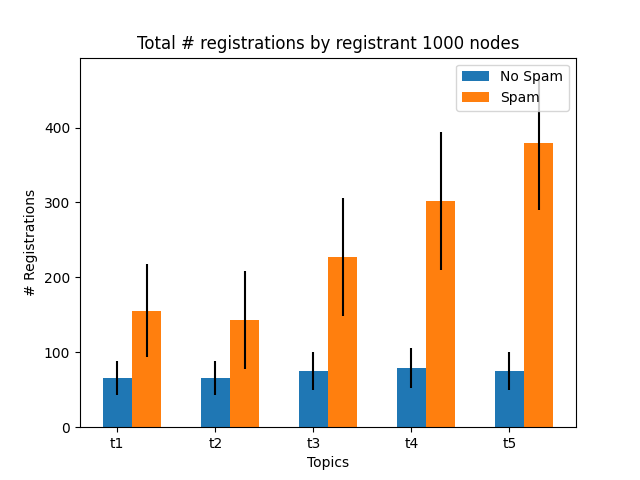 Total # registrations by registrant 1000 nodes
No Spam
Spam
# Registrations
400
300
200
100
0
t1 t2 t3 t4 t5
Topics